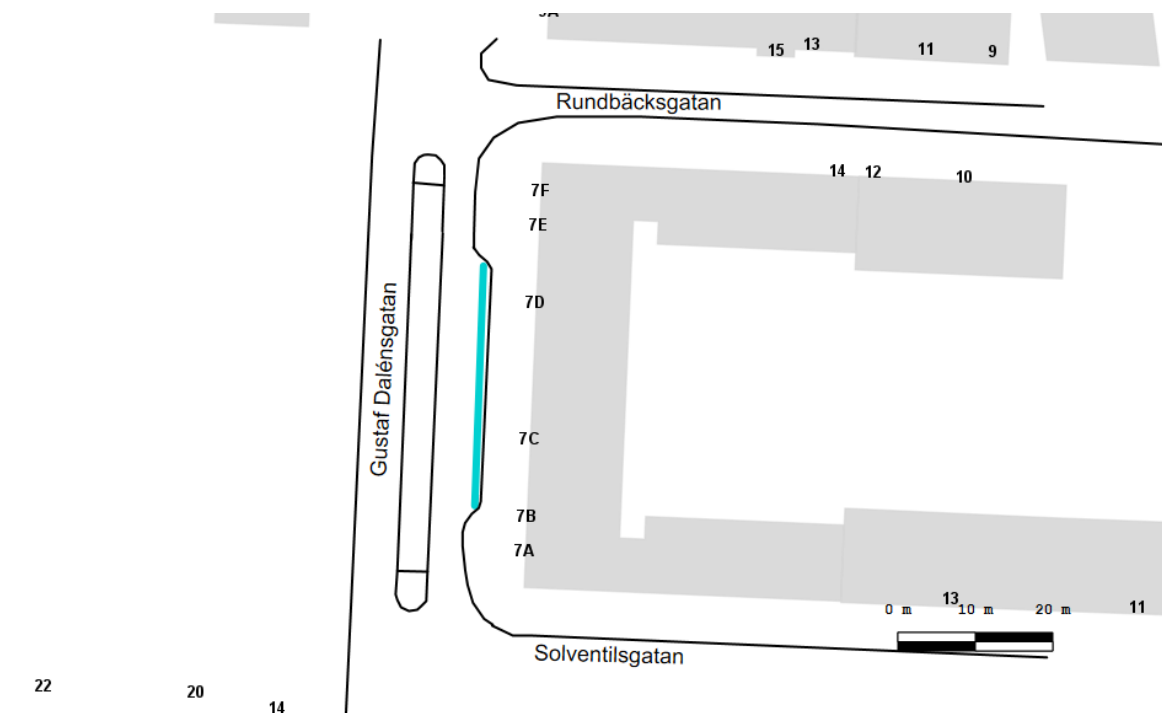 15 13 11 9
Rundbäcksgatan
14 12 10
7F
7E
7D
Gustaf Dalénsgatan
7C
7B
7A
13 11
0 m 10 m 20 m
Solventilsgatan
22 20 14